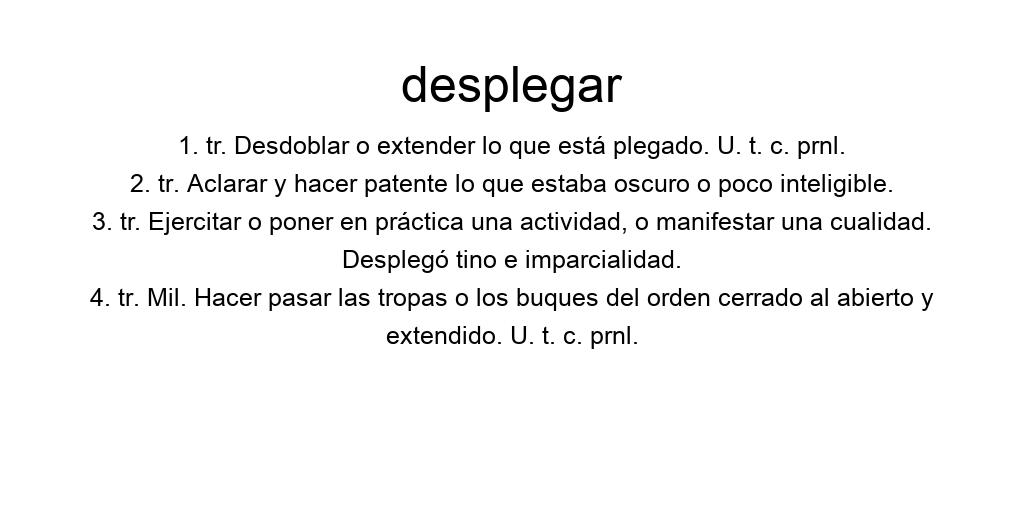 desplegar
1. tr. Desdoblar o extender lo que está plegado. U. t. c. prnl.
2. tr. Aclarar y hacer patente lo que estaba oscuro o poco inteligible.
3. tr. Ejercitar o poner en práctica una actividad, o manifestar una cualidad.
Desplegó tino e imparcialidad.
4. tr. Mil. Hacer pasar las tropas o los buques del orden cerrado al abierto y
extendido. U. t. c. prnl.